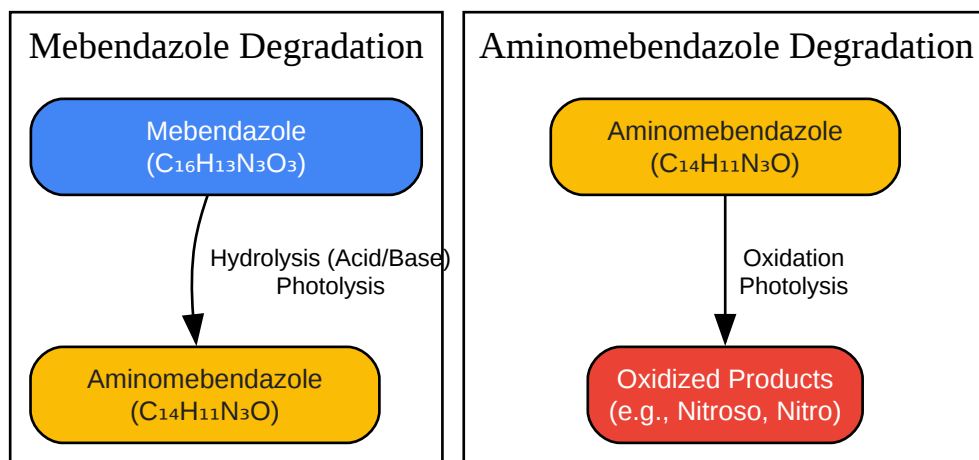 Mebendazole Degradation
Mebendazole
(C₁₆H₁₃N₃O₃)
Hydrolysis (Acid/Base)
Photolysis
Aminomebendazole
(C₁₄H₁₁N₃O)
Aminomebendazole Degradation
Aminomebendazole
(C₁₄H₁₁N₃O)
Oxidation
Photolysis
Oxidized Products
(e.g., Nitroso, Nitro)